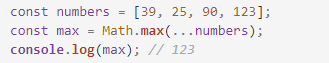 const numbers = [39, 25, 90, 123];
const max = Math.max(...numbers);
console.log(max); // 123